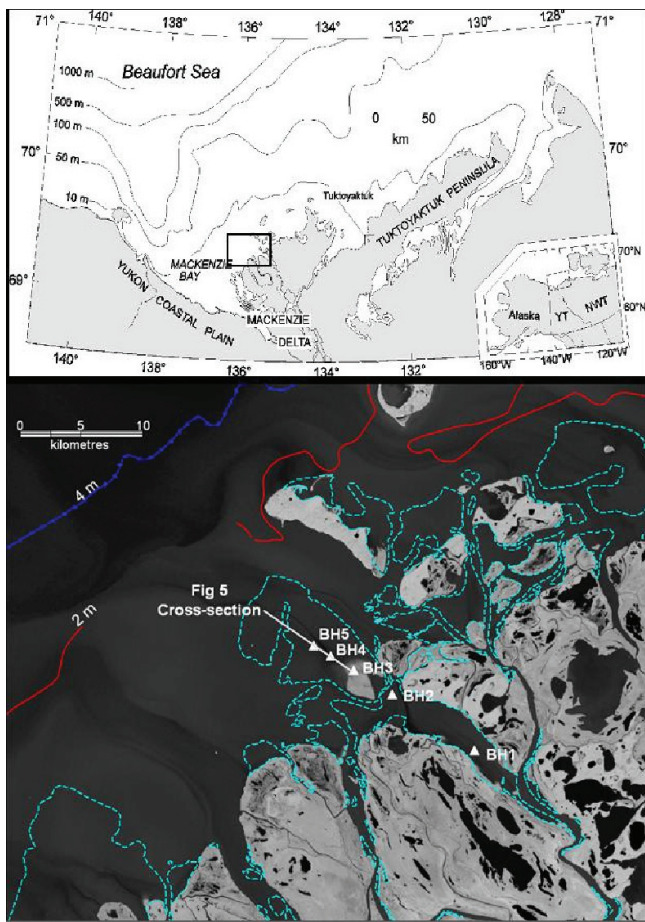 71° 140° 138° 136° 134° 132° 130° 128° 71°
1000 m
Beaufort Sea
500 m
100 m
0 50
km
70°
50 m
70°
10 m
Tuktoyaktuk
TUKTOYAKTUK PENINSULA
MACKENZIE
BAY
69°
YUKON COASTAL PLAIN
MACKENZIE
DELTA
140° 138° 136° 134° 132°
70°N
Alaska YT NWT
60°N
160°W 140°W 120°W
0 5 10
kilometres
4 m
Fig 5
Cross-section
2 m
BH5
BH4
BH3
BH2
BH1